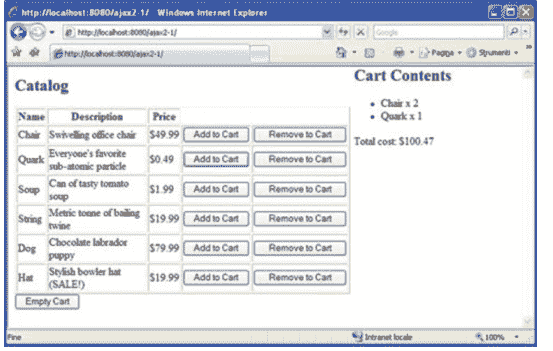 http://localhost:8080/ajax2-1/ - Windows Internet Explorer
http://localhost:8080/ajax2-1/
Google
http://localhost:8080/ajax2-1/
Pagina
Strumenti
Catalog
Name Description Price
Chair Swivelling office chair $49.99 Add to Cart Remove to Cart
Quark Everyone's favorite sub-atomic particle $0.49 Add to Cart Remove to Cart
Soup Can of tasty tomato soup $1.99 Add to Cart Remove to Cart
String Metric tonne of bailing twine $19.99 Add to Cart Remove to Cart
Dog Chocolate labrador puppy $79.99 Add to Cart Remove to Cart
Hat Stylish bowler hat (SALE!) $19.99 Add to Cart Remove to Cart
Empty Cart
Cart Contents
Chair x 2
Quark x 1
Total cost: $100.47
Fine
Intranet locale
100%